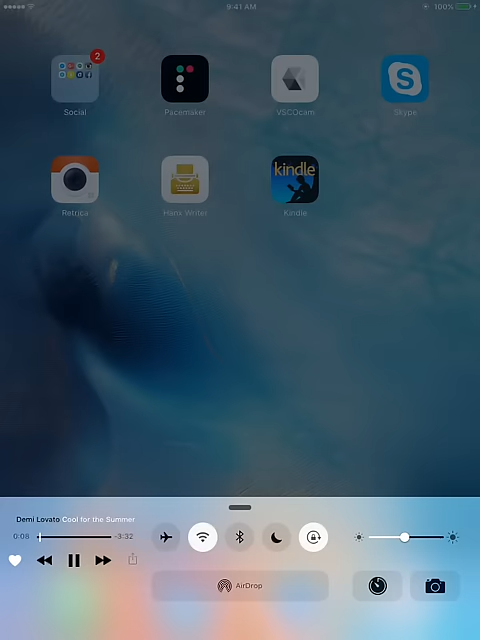 9:41 AM
100%
2
Social
Pacemaker
VSCOcam
Skype
kindle
Retrica
Hanx Writer
Kindle
Demi Lovato Cool for the Summer
0:08
-3:32
AirDrop